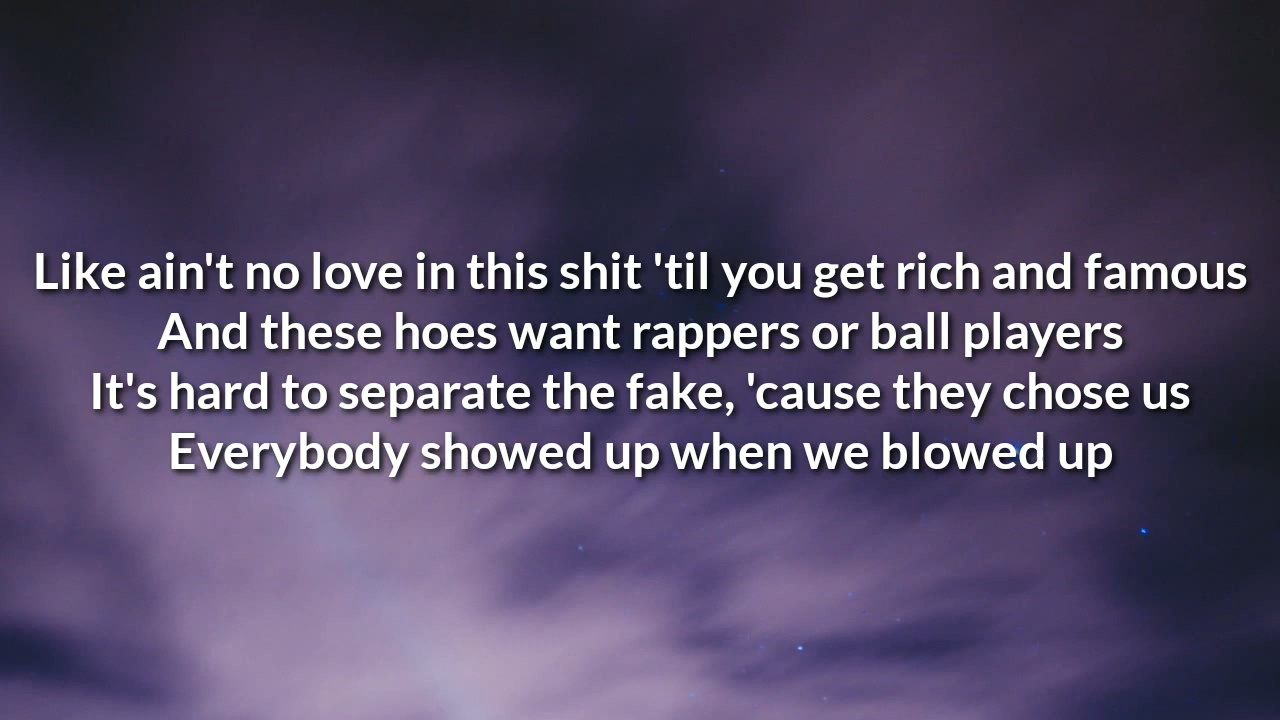 Like ain't no love in this shit 'til you get rich and famous
And these hoes want rappers or ball players
It's hard to separate the fake, 'cause they chose us
Everybody showed up when we blowed up